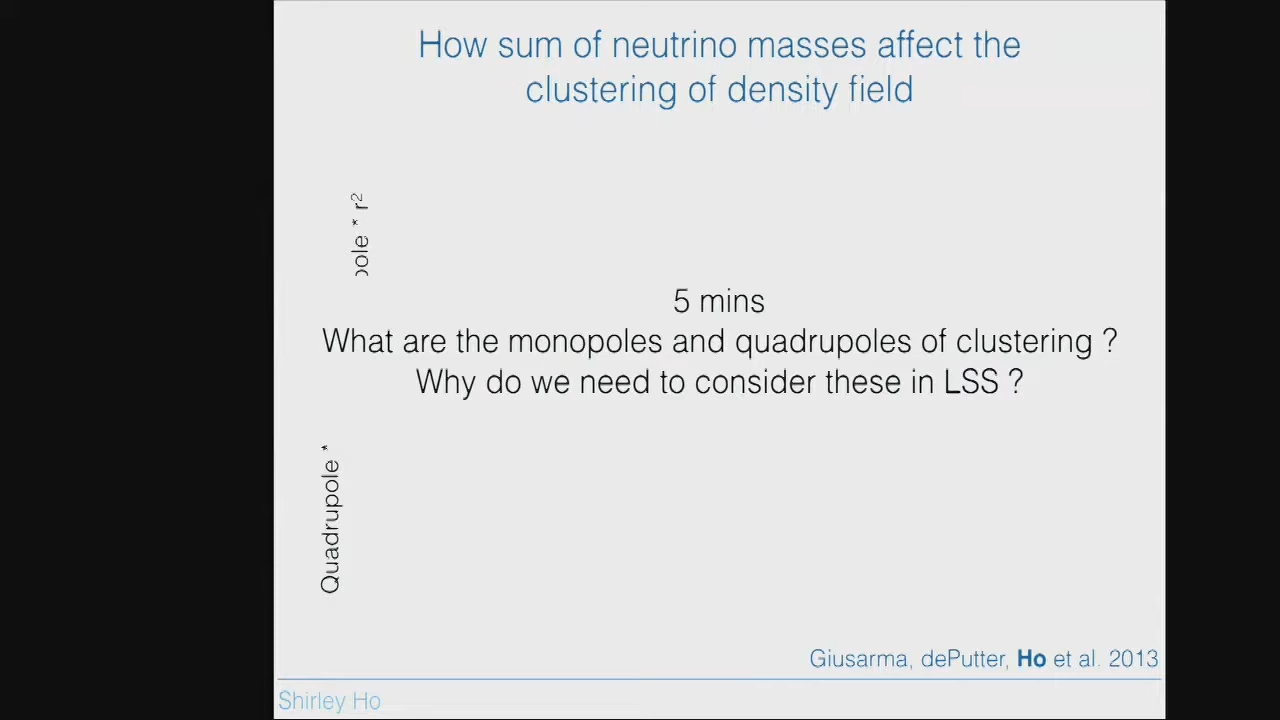 How sum of neutrino masses affect the
clustering of density field
pole * r²
5 mins
What are the monopoles and quadrupoles of clustering ?
Why do we need to consider these in LSS ?
Quadrupole *
Giusarma, dePutter, Ho et al. 2013
Shirley Ho